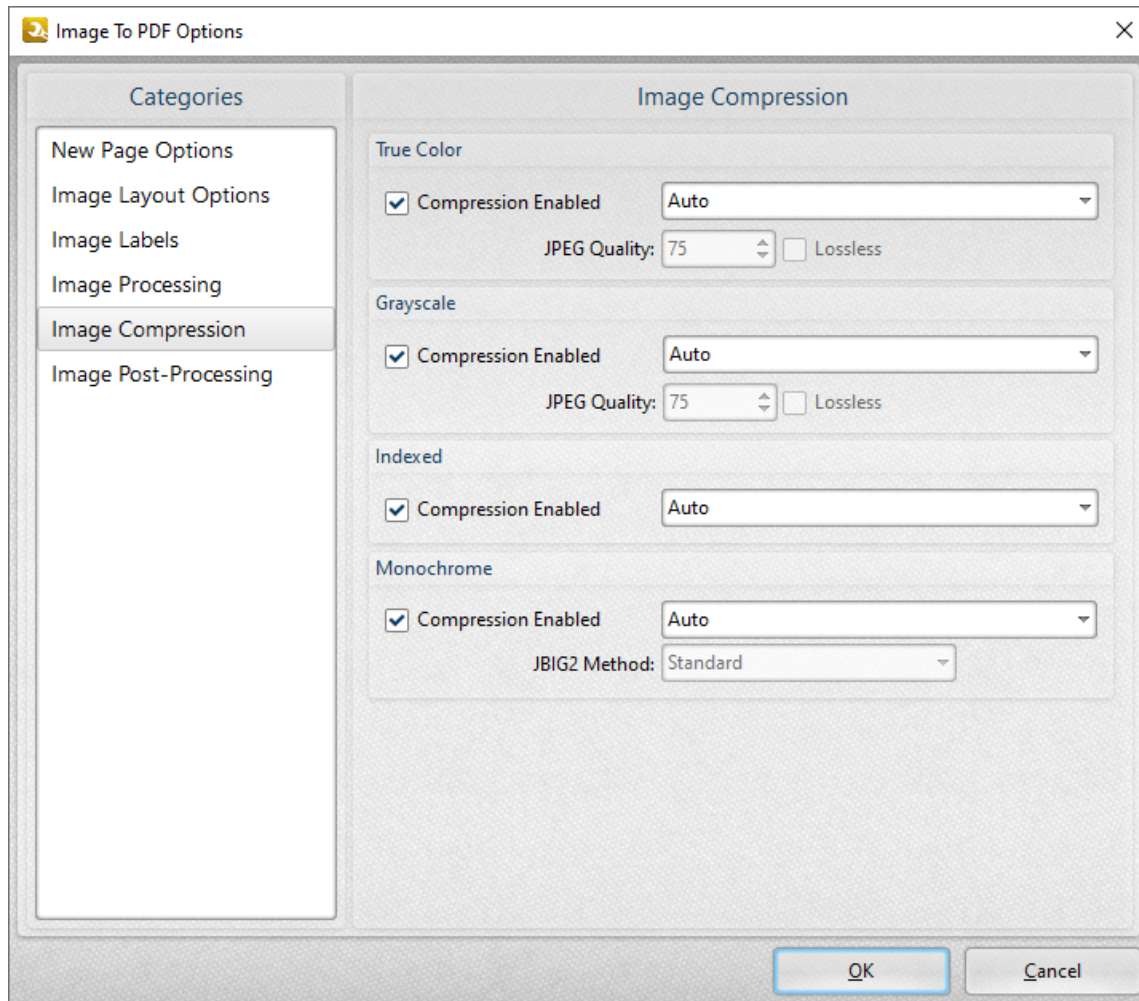 Image To PDF Options
Categories
New Page Options
Image Layout Options
Image Labels
Image Processing
Image Compression
Image Post-Processing
Image Compression
True Color
Compression Enabled Auto
JPEG Quality: 75 Lossless
Grayscale
Compression Enabled Auto
JPEG Quality: 75 Lossless
Indexed
Compression Enabled Auto
Monochrome
Compression Enabled Auto
JBIG2 Method: Standard
OK Cancel